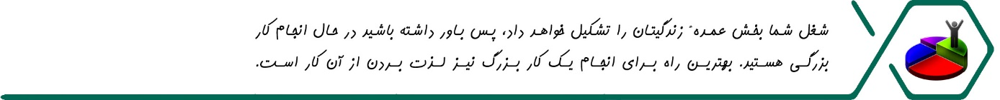 شغل شما بخش عمدهٔ زندگیتان را تشکیل خواهد داد، پس باور داشته باشید در حال انجام کار
بزرگی هستید. بهترین راه برای انجام یک کار بزرگ نیز لذت بردن از آن کار است.